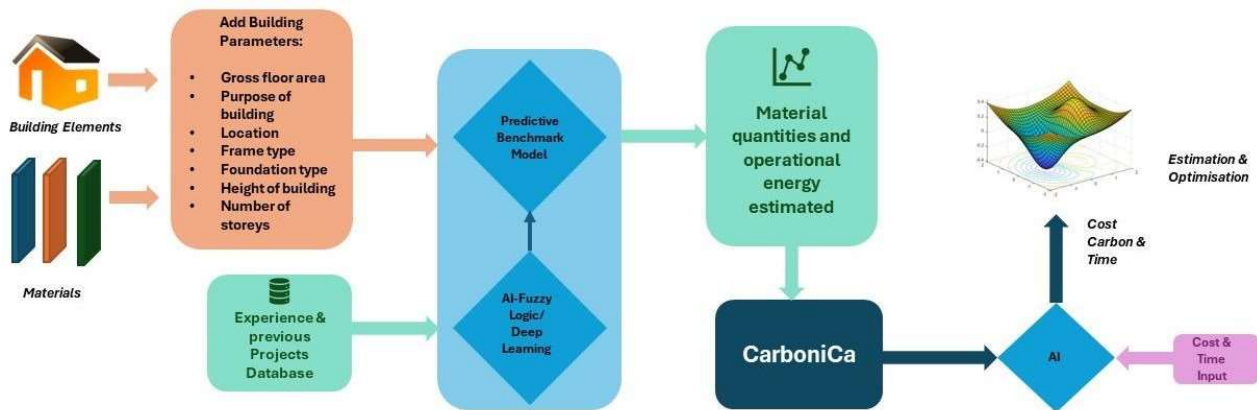 Building Elements
Materials
Add Building
Parameters:
• Gross floor area
• Purpose of
building
• Location
• Frame type
• Foundation type
• Height of building
• Number of
storeys
Experience &
previous
Projects
Database
Predictive
Benchmark
Model
AI-Fuzzy
Logic/
Deep
Learning
Material
quantities and
operational
energy
estimated
CarboniCa
AI
Cost &
Time
Input
Cost
Carbon &
Time
Estimation &
Optimisation